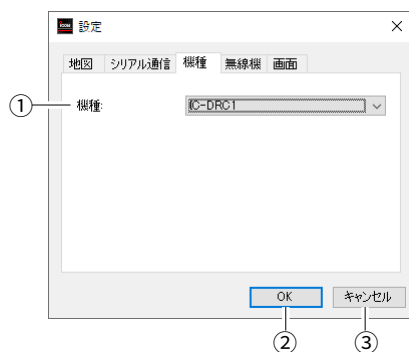 設定
地図 シリアル通信 機種 無線機 画面
① 機種: IC-DRC1
OK キャンセル
② ③